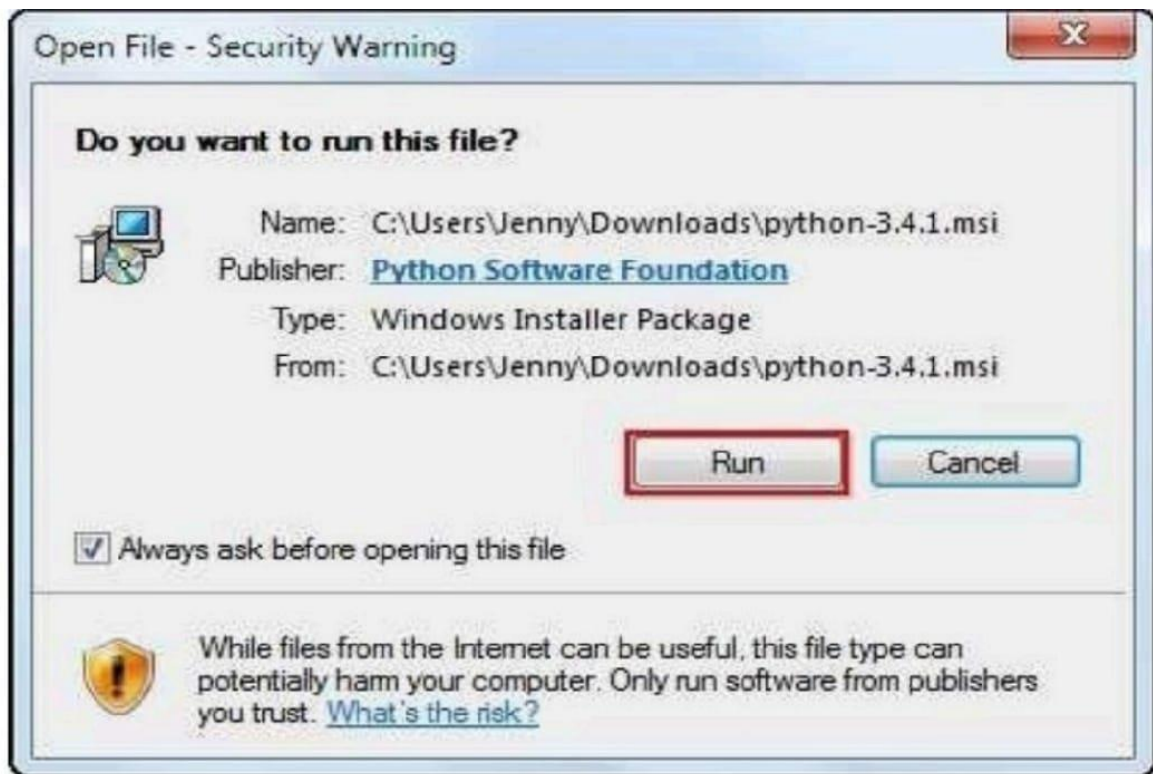 Open File - Security Warning
Do you want to run this file?
Name: C:\Users\Jenny\Downloads\python-3.4.1.msi
Publisher: Python Software Foundation
Type: Windows Installer Package
From: C:\Users\Jenny\Downloads\python-3.4.1.msi
Run Cancel
Always ask before opening this file
While files from the Internet can be useful, this file type can
potentially harm your computer. Only run software from publishers
you trust. What's the risk?